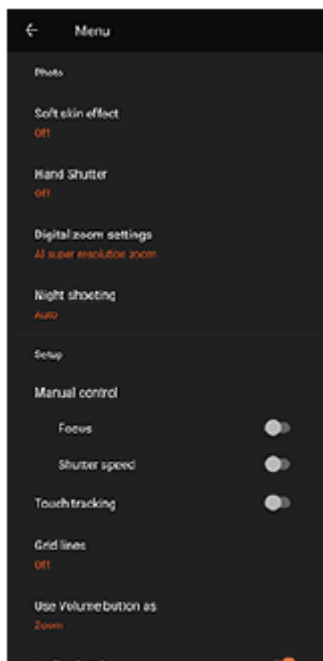 Menu
Photo
Soft skin effect
Off
Hand Shutter
Off
Digital zoom settings
AI super resolution zoom
Night shooting
Auto
Setup
Manual control
Focus
Shutter speed
Touch tracking
Grid lines
Off
Use Volume button as
Zoom